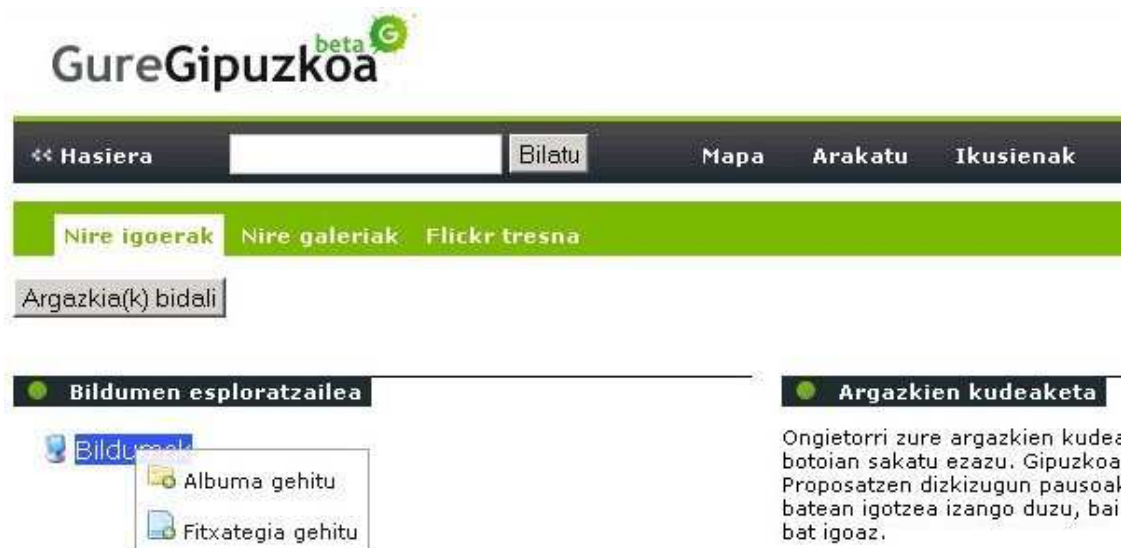 beta G
GureGipuzkoa
Hasiera Bilatu Mapa Arakatu Ikusienak
Nire igoerak Nire galeriak Flickr tresna
Argazkia(k) bidali
Bildumen esploratzailea
Bildumak
Albuma gehitu
Fitxategia gehitu
Argazkien kudeaketa
Ongietorri zure argazkien
botoian sakatu ezazu. Gipuzkoa
Proposatzen dizkizugun
batean igotzea izango duzu, bai
bat igoaz.